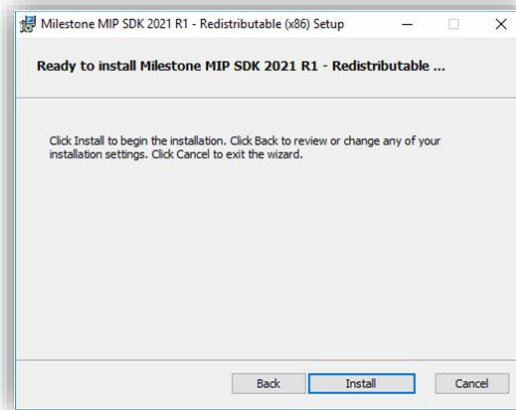 Milestone MIP SDK 2021 R1 - Redistributable (x86) Setup
Ready to install Milestone MIP SDK 2021 R1 - Redistributable ...
Click Install to begin the installation. Click Back to review or change any of your
installation settings. Click Cancel to exit the wizard.
Back Install Cancel